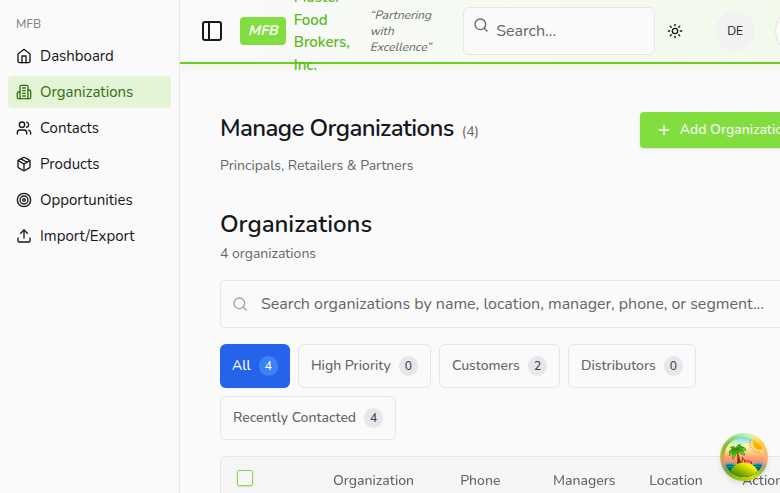 MFB
Dashboard
Organizations
Contacts
Products
Opportunities
Import/Export
MFB
Food
Brokers,
Inc.
“Partnering
with
Excellence”
Search...
DE
Manage Organizations (4)
Add Organizatio
Principals, Retailers & Partners
Organizations
4 organizations
Search organizations by name, location, manager, phone, or segment...
All 4
High Priority 0
Customers 2
Distributors 0
Recently Contacted 4
Organization Phone Managers Location Action